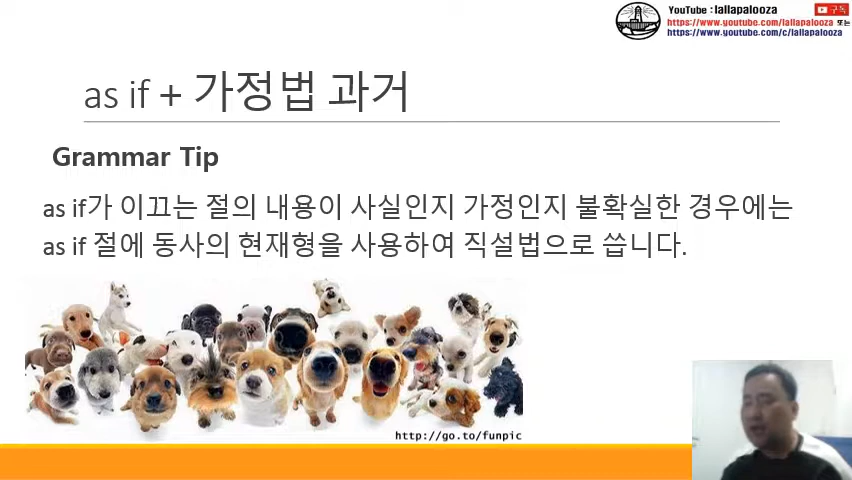 YouTube : lallapalooza
구독
https://www.youtube.com/lallapalooza 또는
https://www.youtube.com/c/lallapalooza
as if + 가정법 과거
Grammar Tip
as if가 이끄는 절의 내용이 사실인지 가정인지 불확실한 경우에는
as if 절에 동사의 현재형을 사용하여 직설법으로 씁니다.
http://go.to/funpic